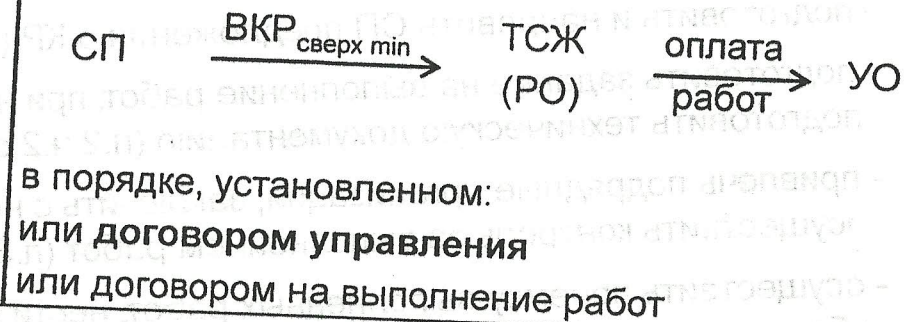 СП ВКР сверх min ТСЖ (РО) оплата работ УО
в порядке, установленном:
или договором управления
или договором на выполнение работ